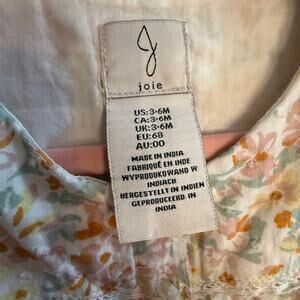 joie
US:3-6M
CA:3-6M
UK:3-6M
EU:68
AU:00
MADE IN INDIA
FABRIQUÉ EN INDE
WYPRODUKOWANO W
INDIACH
HERGESTELLT IN INDIEN
GEPRODUCEERD IN
INDIA